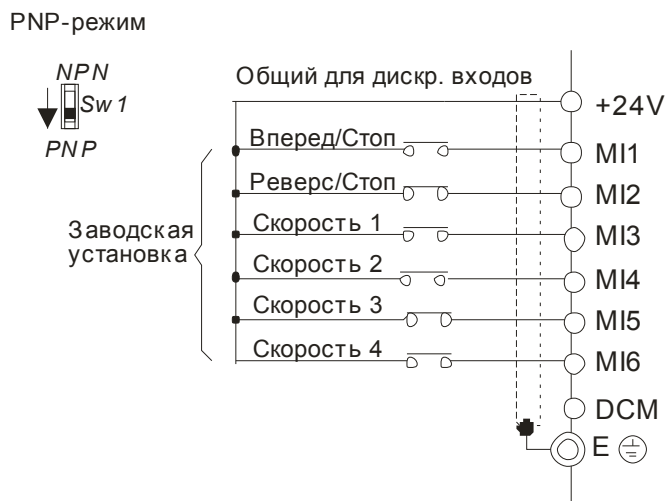 PNP-режим
NPN
Sw1
PNP
Общий для дискр. входов
+24V
Вперед/Стоп
MI1
Реверс/Стоп
MI2
Скорость 1
MI3
Заводская
установка
Скорость 2
MI4
Скорость 3
MI5
Скорость 4
MI6
DCM
E